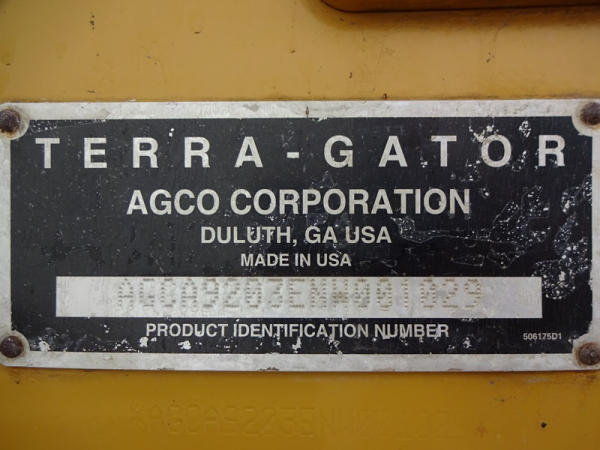 TERRA-GATOR
AGCO CORPORATION
DULUTH, GA USA
MADE IN USA
PRODUCT IDENTIFICATION NUMBER
506175D1